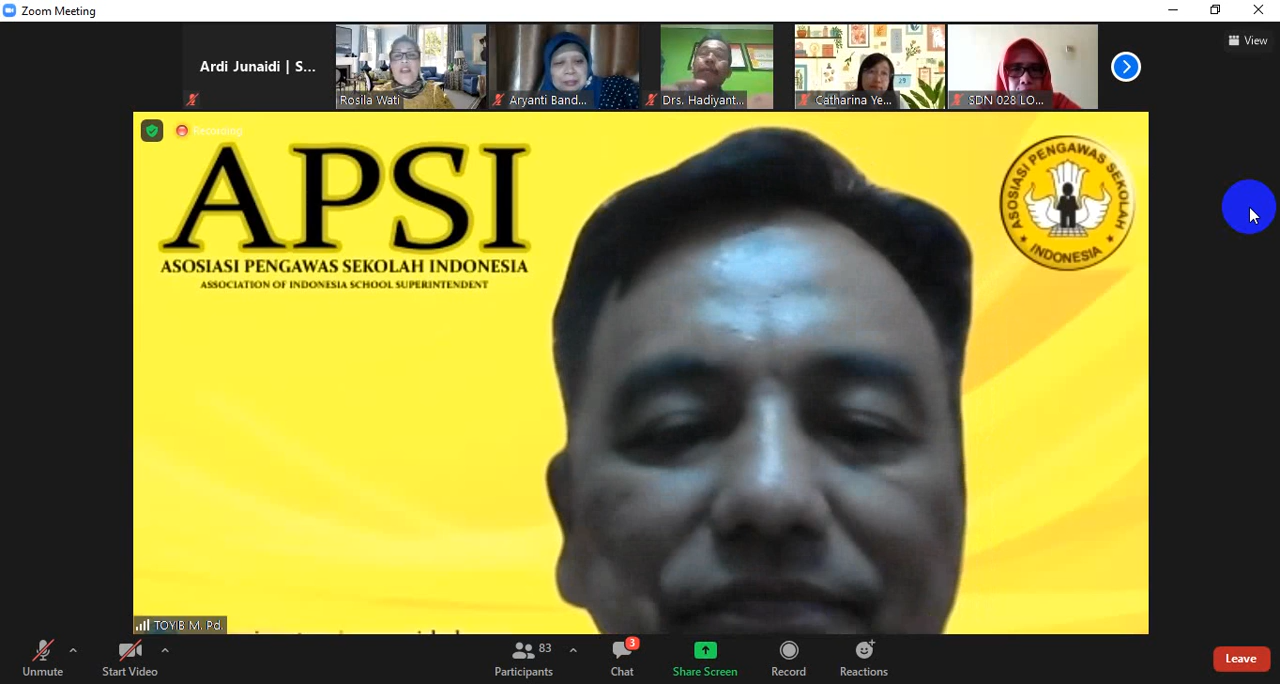 Zoom Meeting
View
Ardi Junaidi | S...
Rosila Wati
Aryanti Band...
Drs. Hadiyant...
Catharina Ye...
SDN 028 LO...
Recording
APSI
ASOSIASI PENGAWAS SEKOLAH INDONESIA
ASSOCIATION OF INDONESIA SCHOOL SUPERINTENDENT
ASOSIASI PENGAWAS SEKOLAH
INDONESIA
TOYIB M. Pd.
Unmute
Start Video
83
Participants
3
Chat
Share Screen
Record
Reactions
Leave